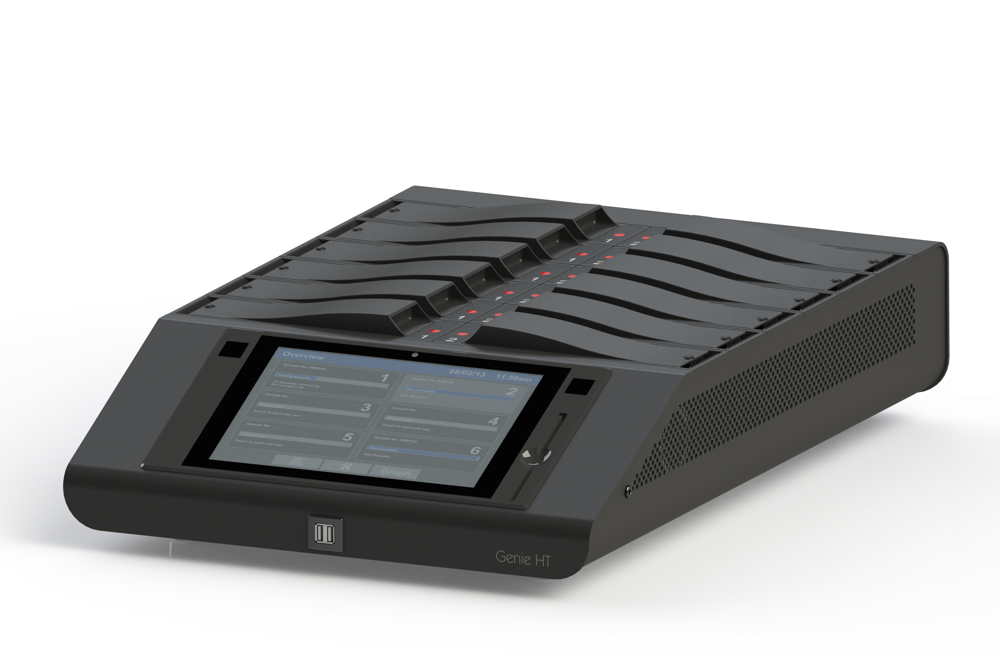 1 2
1 2
1 2
1 2
1 2
1 2
Overview
28/02/13 11.59am
Sample No. 2688954
1
Testing sample...
10 seconds remaining.
Do not open lid.
Sample No. 2688755
2
Test complete
See Results...
Sample No. ...
3
Touch to start new test
Sample No. ...
4
Touch to start new test
Sample No. ...
5
Touch to start new test
Sample No. 2688755
6
Test complete
See Results...
Graph
Genie HT